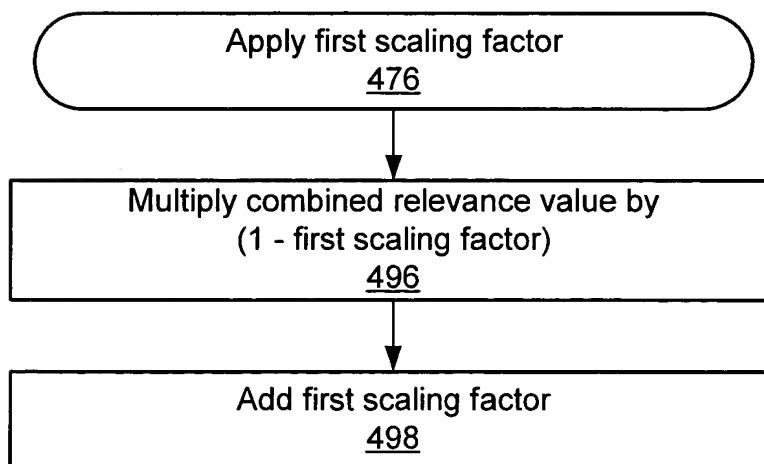 Apply first scaling factor
476
Multiply combined relevance value by
(1 - first scaling factor)
496
Add first scaling factor
498